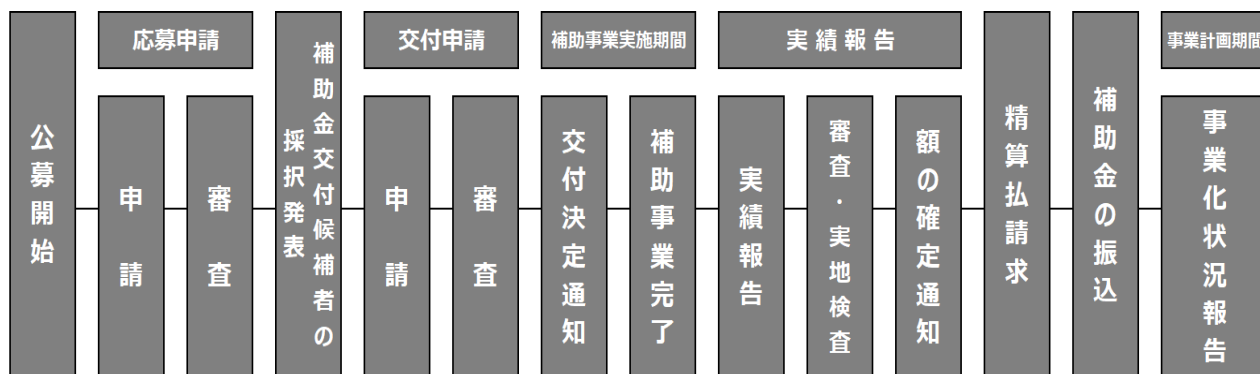 公募開始
応募申請
申請
審査
補助金交付候補者の
採択発表
交付申請
申請
審査
補助事業実施期間
交付決定通知
補助事業完了
実績報告
実績報告
審査・実地検査
額の確定通知
精算払請求
補助金の振込
事業計画期間
事業化状況報告